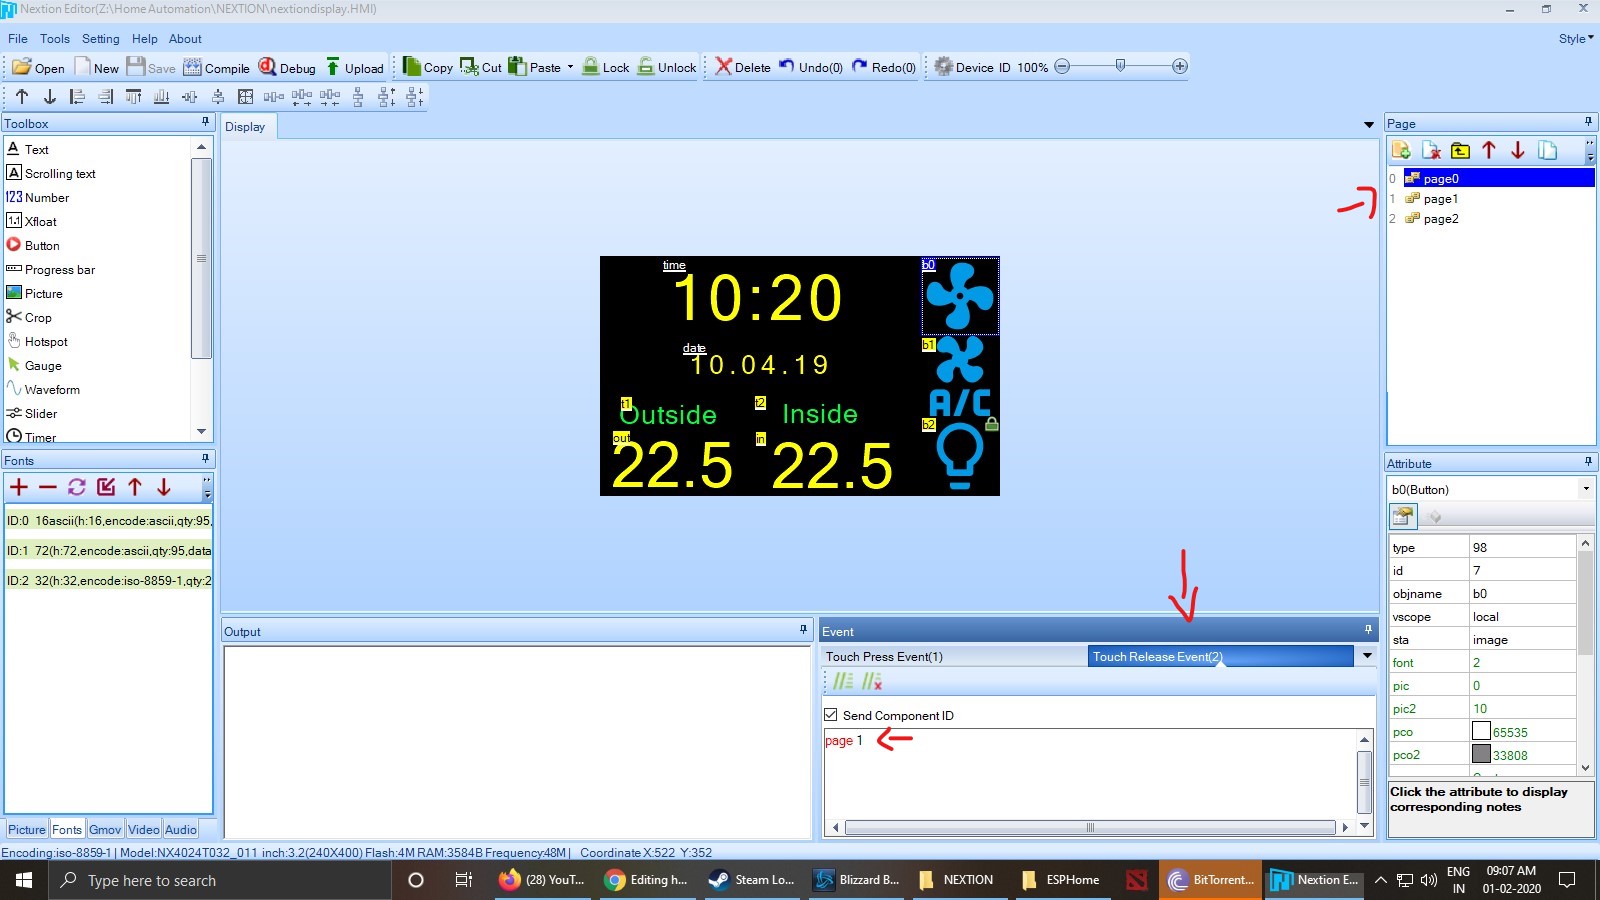 Nextion Editor(Z:\Home Automation\NEXTION\nextiondisplay.HMI)
File Tools Setting Help About
Style
Open New Save Compile Debug Upload Copy Cut Paste Lock Unlock Delete Undo(0) Redo(0) Device ID 100%
Toolbox
Text
Scrolling text
123 Number
Xfloat
Button
Progress bar
Picture
Crop
Hotspot
Gauge
Waveform
Slider
Timer
Fonts
ID:0 16ascii(h:16,encode:ascii,qty:95,
ID:1 72(h:72,encode:ascii,qty:95,data
ID:2 32(h:32,encode:iso-8859-1,qty:2
Picture Fonts Gmov Video Audio
Display
time
10:20
date
10.04.19
t1 Outside
t2 Inside
out 22.5
in 22.5
b0
b1
A/C
b2
Output
Event
Touch Press Event(1) Touch Release Event(2)
Send Component ID
page 1
Page
0 page0
1 page1
2 page2
Attribute
b0(Button)
type 98
id 7
objname b0
vscope local
sta image
font 2
pic 0
pic2 10
pco 65535
pco2 33808
Click the attribute to display
corresponding notes
Encoding:iso-8859-1 | Model:NX4024T032_011 inch:3.2(240X400) Flash:4M RAM:3584B Frequency:48M | Coordinate X:522 Y:352
Type here to search
(28) YouT...
Editing h...
Steam Lo...
Blizzard B...
NEXTION
ESPHome
BitTorrent...
Nextion E...
ENG
IN
09:07 AM
01-02-2020